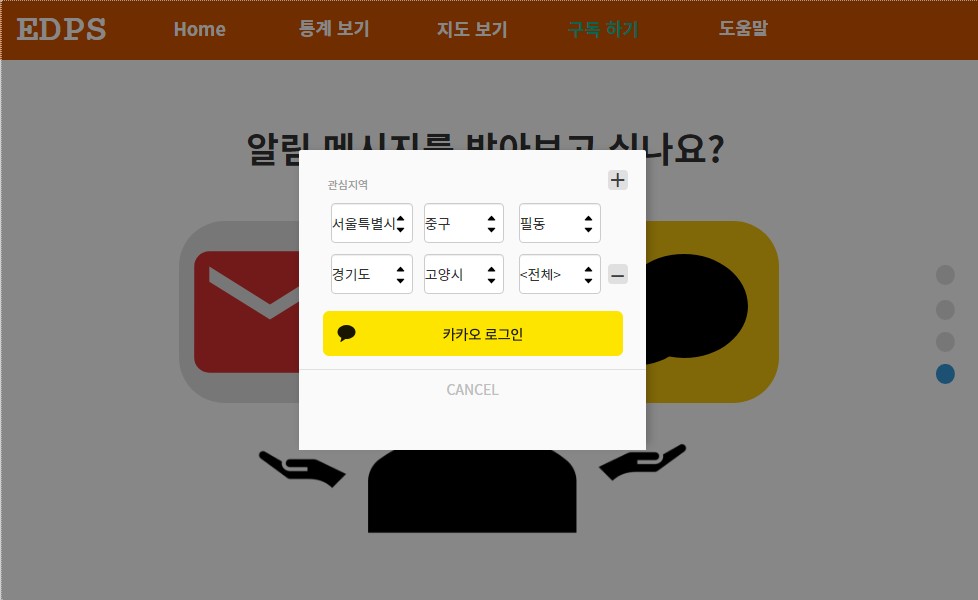 EDPS Home 통계 보기 지도 보기 구독 하기 도움말
알림 메시지를 받아보고 싶나요?
관심지역
서울특별시 중구 필동
경기도 고양시 <전체>
카카오 로그인
CANCEL